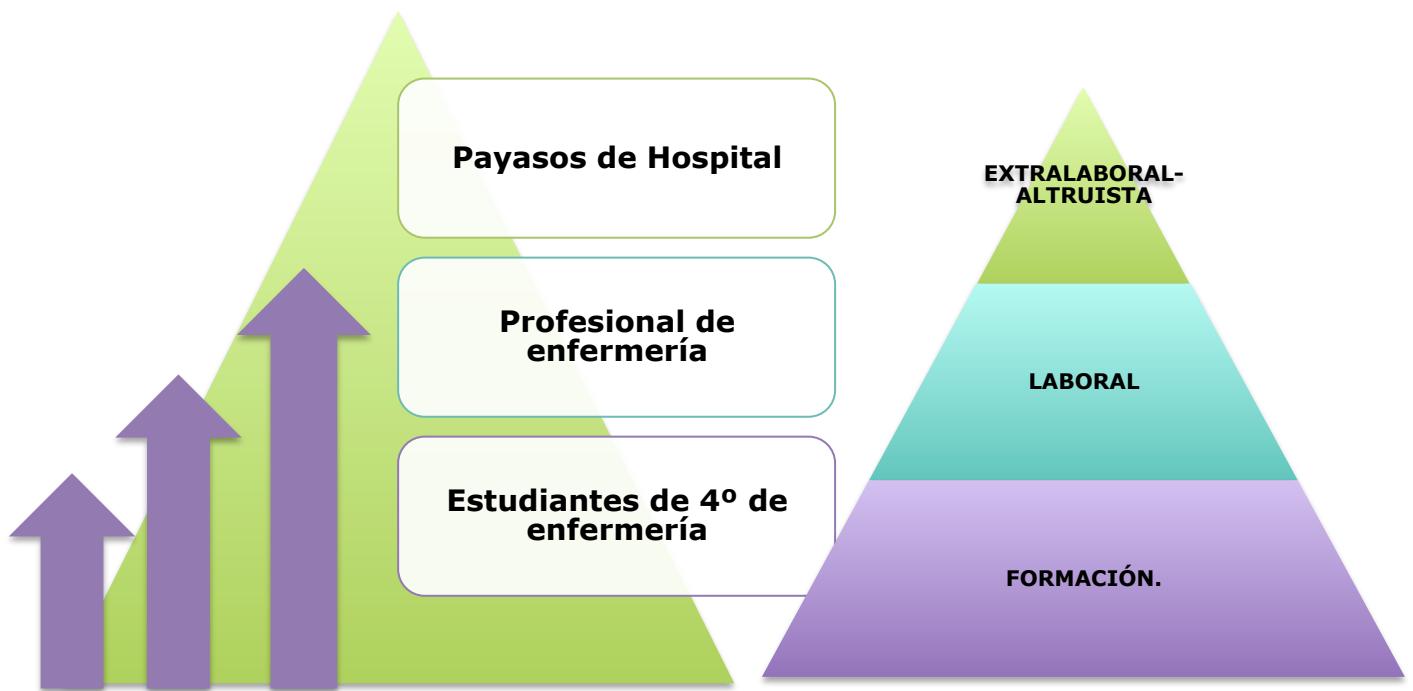 Payasos de Hospital
Profesional de
enfermería
Estudiantes de 4º de
enfermería
EXTRALABORAL-
ALTRUISTA
LABORAL
FORMACIÓN.